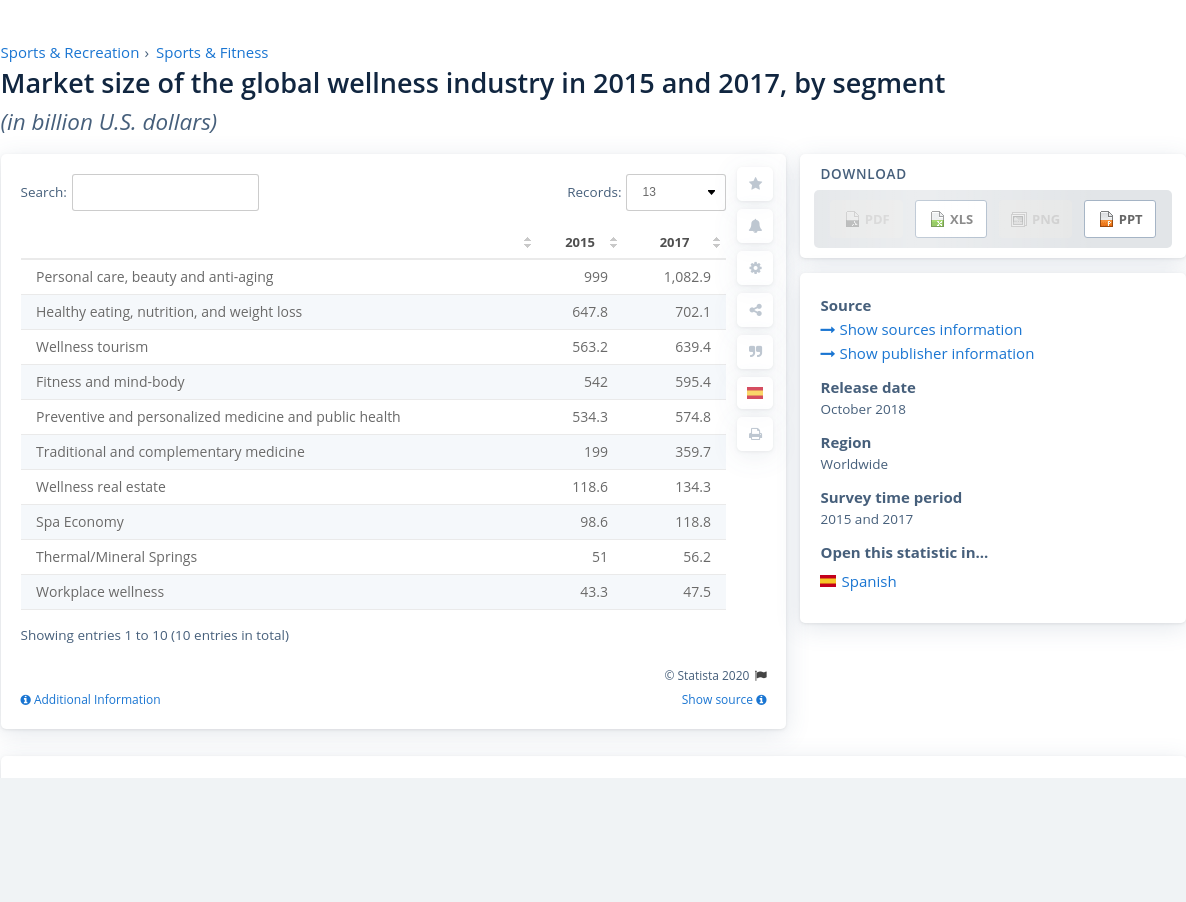 Sports & Recreation › Sports & Fitness
Market size of the global wellness industry in 2015 and 2017, by segment
(in billion U.S. dollars)
Search:
Records: 13
2015 2017
Personal care, beauty and anti-aging 999 1,082.9
Healthy eating, nutrition, and weight loss 647.8 702.1
Wellness tourism 563.2 639.4
Fitness and mind-body 542 595.4
Preventive and personalized medicine and public health 534.3 574.8
Traditional and complementary medicine 199 359.7
Wellness real estate 118.6 134.3
Spa Economy 98.6 118.8
Thermal/Mineral Springs 51 56.2
Workplace wellness 43.3 47.5
Showing entries 1 to 10 (10 entries in total)
© Statista 2020
Additional Information
Show source
DOWNLOAD
PDF XLS PNG PPT
Source
Show sources information
Show publisher information
Release date
October 2018
Region
Worldwide
Survey time period
2015 and 2017
Open this statistic in...
Spanish